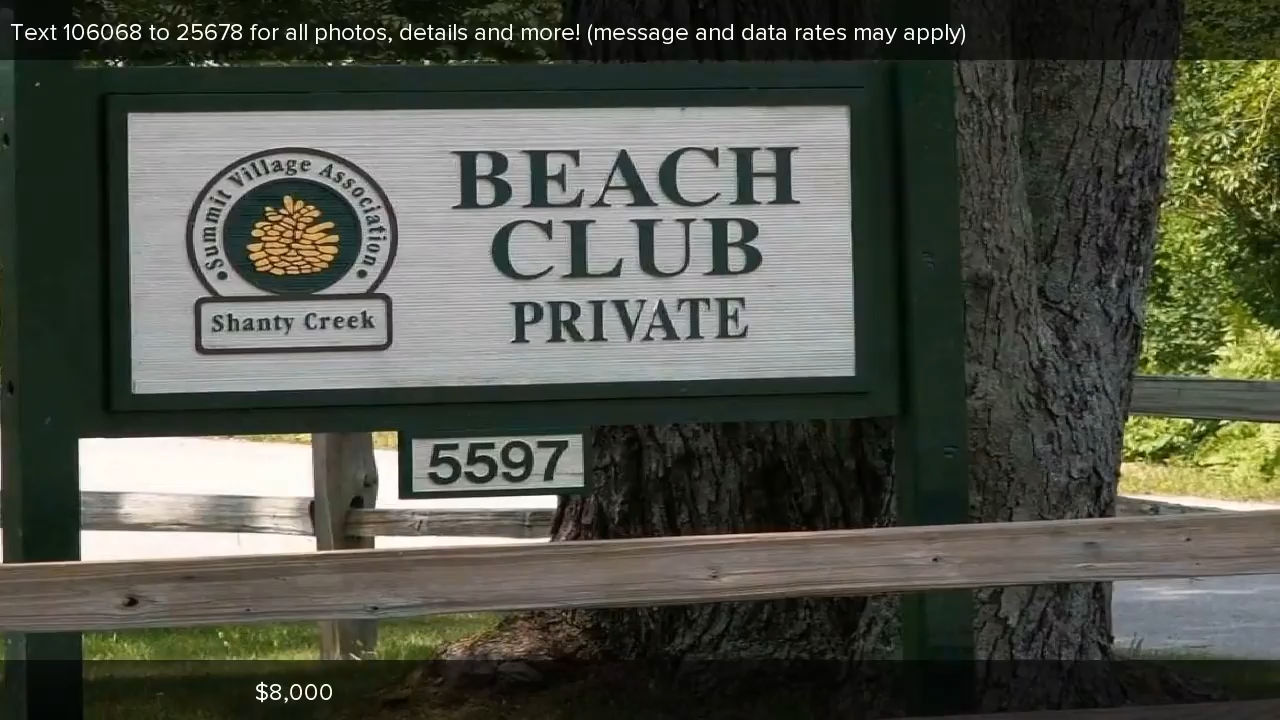 Text 106068 to 25678 for all photos, details and more! (message and data rates may apply)
• Summit Village Association •
Shanty Creek
BEACH
CLUB
PRIVATE
5597
$8,000